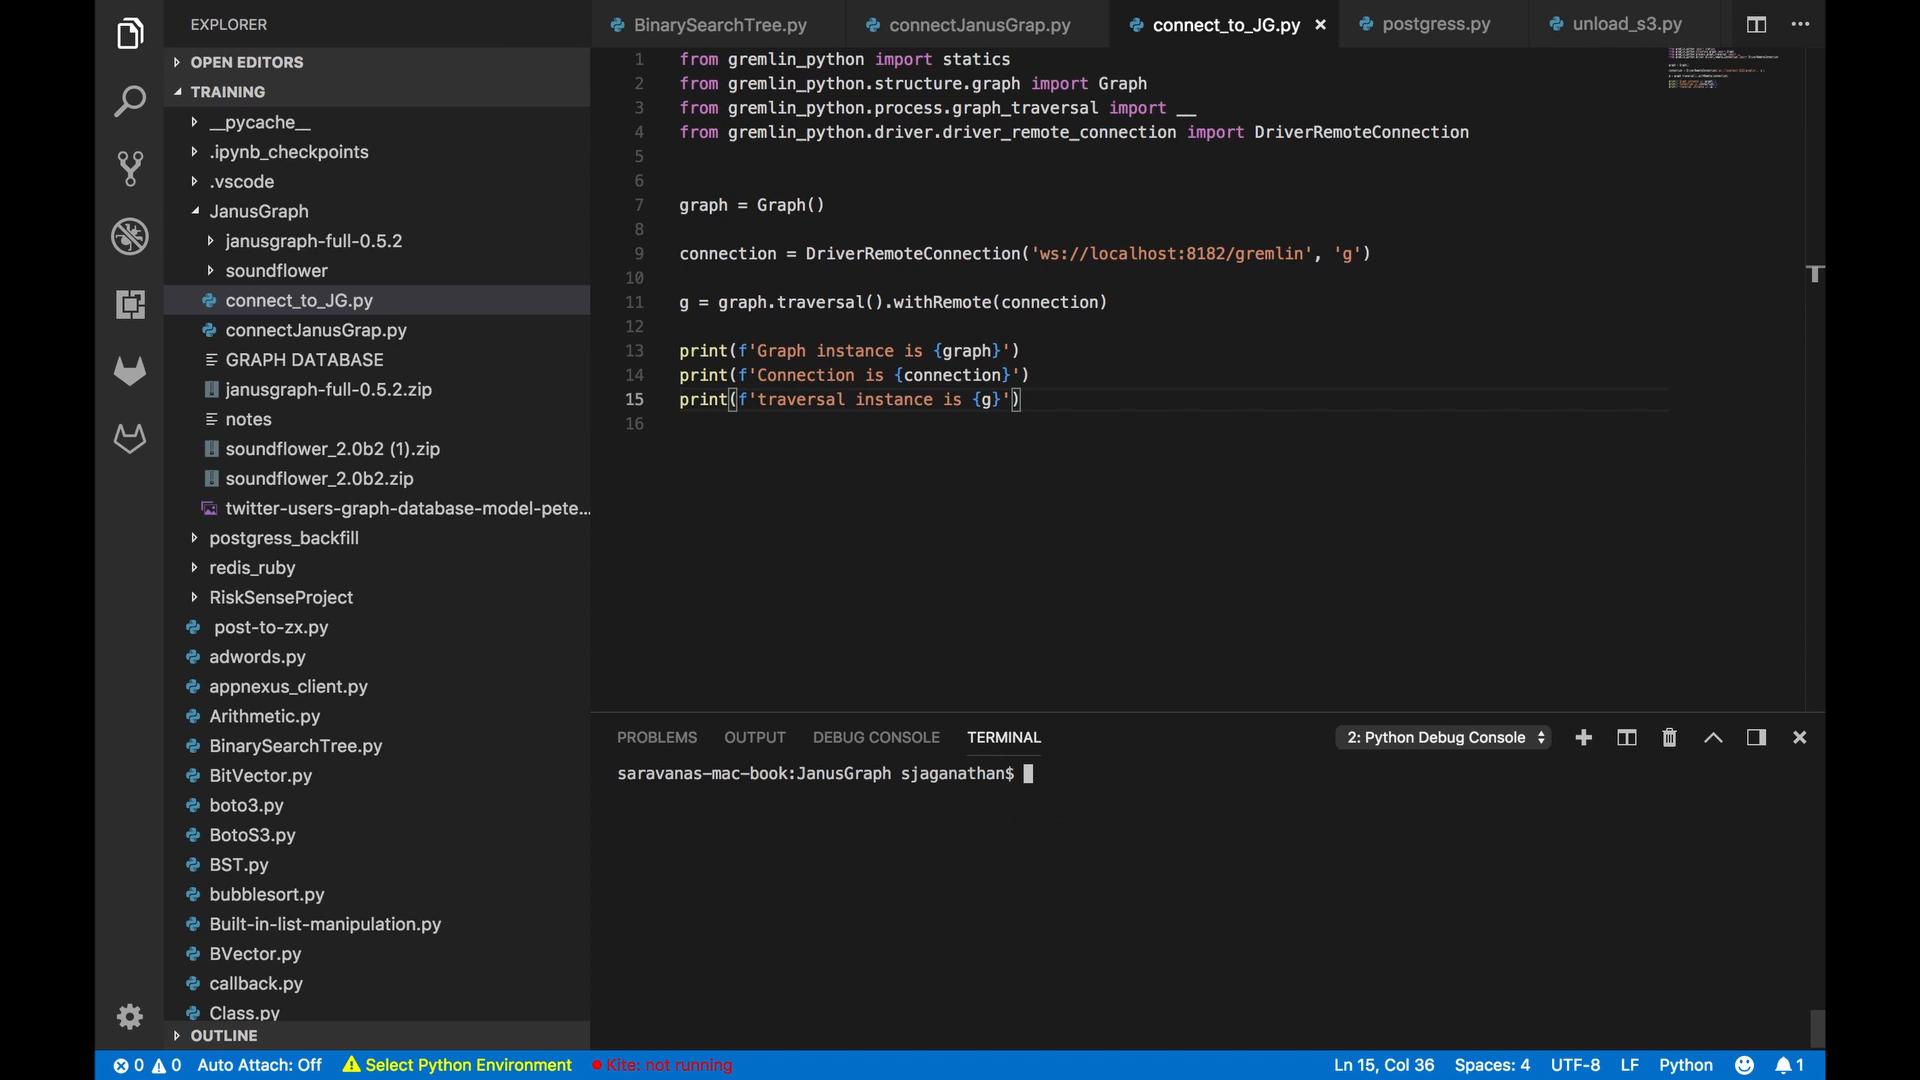 EXPLORER
OPEN EDITORS
TRAINING
__pycache__
.ipynb_checkpoints
.vscode
JanusGraph
janusgraph-full-0.5.2
soundflower
connect_to_JG.py
connectJanusGrap.py
GRAPH DATABASE
janusgraph-full-0.5.2.zip
notes
soundflower_2.0b2 (1).zip
soundflower_2.0b2.zip
twitter-users-graph-database-model-pete...
postgress_backfill
redis_ruby
RiskSenseProject
post-to-zx.py
adwords.py
appnexus_client.py
Arithmetic.py
BinarySearchTree.py
BitVector.py
boto3.py
BotoS3.py
BST.py
bubblesort.py
Built-in-list-manipulation.py
BVector.py
callback.py
Class.py
OUTLINE
BinarySearchTree.py connectJanusGrap.py connect_to_JG.py × postgress.py unload_s3.py
1 from gremlin_python import statics
2 from gremlin_python.structure.graph import Graph
3 from gremlin_python.process.graph_traversal import __
4 from gremlin_python.driver.driver_remote_connection import DriverRemoteConnection
5
6
7 graph = Graph()
8
9 connection = DriverRemoteConnection('ws://localhost:8182/gremlin', 'g')
10
11 g = graph.traversal().withRemote(connection)
12
13 print(f'Graph instance is {graph}')
14 print(f'Connection is {connection}')
15 print(f'traversal instance is {g}')
16
PROBLEMS OUTPUT DEBUG CONSOLE TERMINAL 2: Python Debug Console
saravanas-mac-book:JanusGraph sjaganathan$
0 0 Auto Attach: Off Select Python Environment Kite: not running Ln 15, Col 36 Spaces: 4 UTF-8 LF Python 1